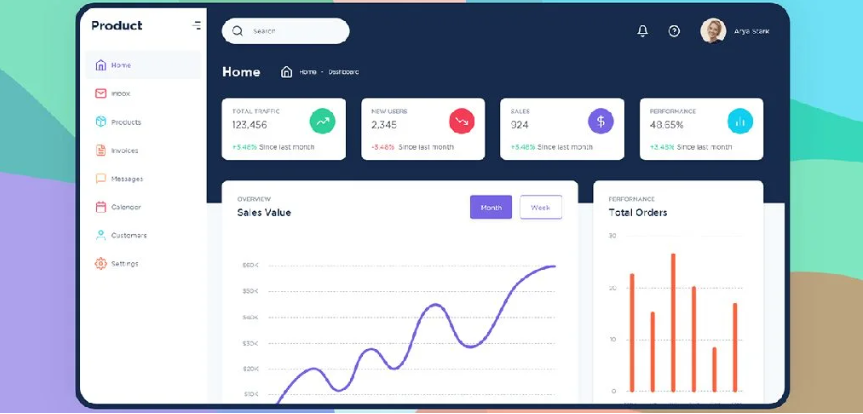 Product
Search
Arya Stark
Home
Home - Dashboard
Home
Inbox
Products
Invoices
Messages
Calendar
Customers
Settings
TOTAL TRAFFIC
123,456
+3.48% Since last month
NEW USERS
2,345
-3.48% Since last month
SALES
924
+3.48% Since last month
PERFORMANCE
48.65%
+3.48% Since last month
OVERVIEW
Sales Value
Month
Week
$60K
$50K
$40K
$30K
$20K
$10K
PERFORMANCE
Total Orders
30
20
10
0